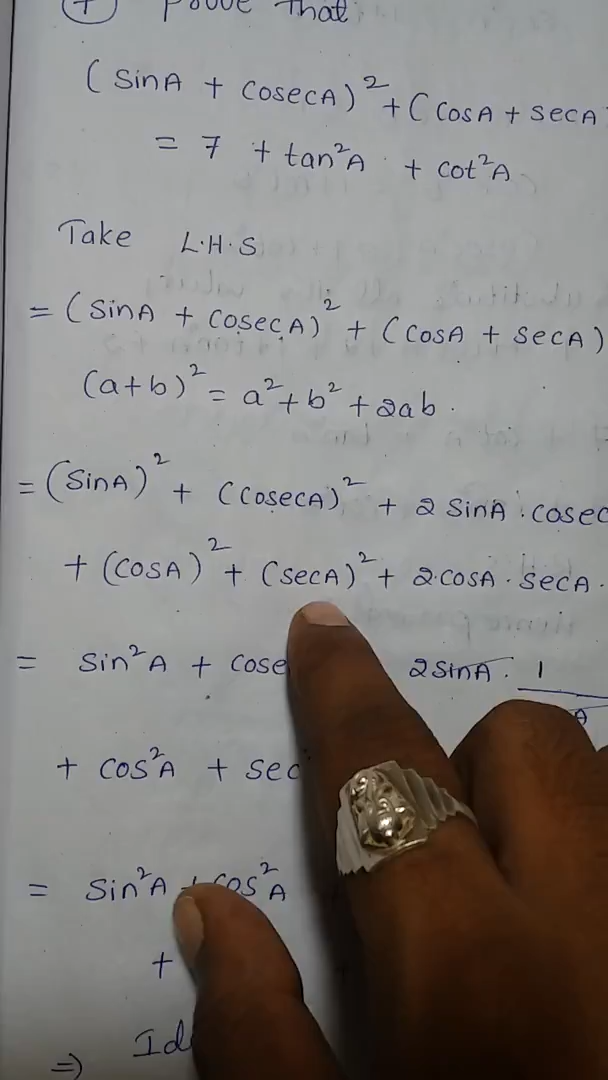 7 Prove that
(SinA + CosecA)² + (CosA + secA
= 7 + tan²A + cot²A
Take L.H.S
= (SinA + CosecA)² + (CosA + secA)
(a+b)² = a² + b² + 2ab.
= (SinA)² + (CosecA)² + 2 SinA . cosec
+ (CosA)² + (secA)² + 2.cosA . secA .
= Sin²A + cose 2SinA . 1
A
+ cos²A + sec
= Sin²A + cos²A
+
⇒